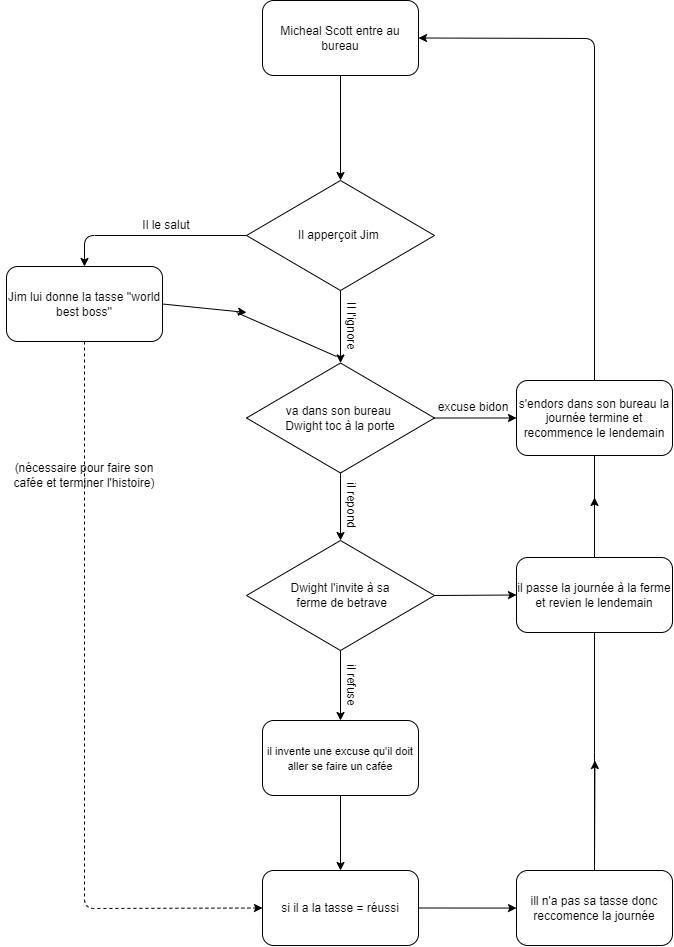 Micheal Scott entre au
bureau
Il le salut
Il apperçoit Jim
Jim lui donne la tasse "world
best boss"
Ill l'ignore
va dans son bureau
Dwight toc à la porte
excuse bidon
s'endors dans son bureau la
journée termine et
recommence le lendemain
(nécessaire pour faire son
cafée et terminer l'histoire)
il repond
Dwight l'invite à sa
ferme de betrave
il passe la journée à la ferme
et revien le lendemain
il refuse
il invente une excuse qu'il doit
aller se faire un cafée
si il a la tasse = réussi
ill n'a pas sa tasse donc
reccomence la journée